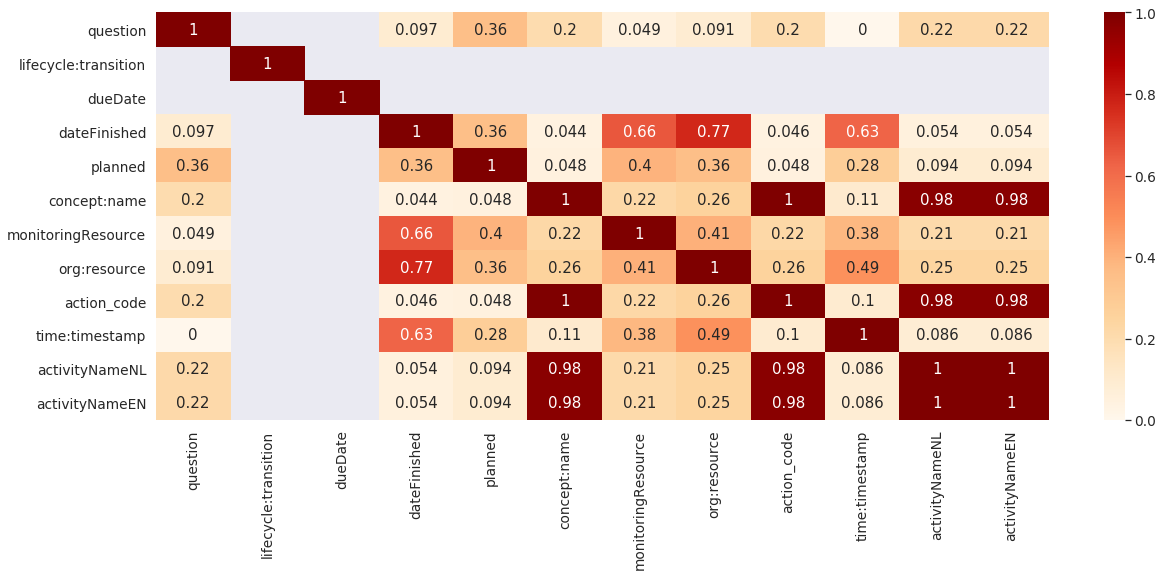 question 1 0.097 0.36 0.2 0.049 0.091 0.2 0 0.22 0.22 1.0
lifecycle:transition 1
dueDate 1 0.8
dateFinished 0.097 1 0.36 0.044 0.66 0.77 0.046 0.63 0.054 0.054
planned 0.36 0.36 1 0.048 0.4 0.36 0.048 0.28 0.094 0.094 0.6
concept:name 0.2 0.044 0.048 1 0.22 0.26 1 0.11 0.98 0.98
monitoringResource 0.049 0.66 0.4 0.22 1 0.41 0.22 0.38 0.21 0.21
org:resource 0.091 0.77 0.36 0.26 0.41 1 0.26 0.49 0.25 0.25 0.4
action_code 0.2 0.046 0.048 1 0.22 0.26 1 0.1 0.98 0.98
time:timestamp 0 0.63 0.28 0.11 0.38 0.49 0.1 1 0.086 0.086 0.2
activityNameNL 0.22 0.054 0.094 0.98 0.21 0.25 0.98 0.086 1 1
activityNameEN 0.22 0.054 0.094 0.98 0.21 0.25 0.98 0.086 1 1 0.0
question
lifecycle:transition
dueDate
dateFinished
planned
concept:name
monitoringResource
org:resource
action_code
time:timestamp
activityNameNL
activityNameEN